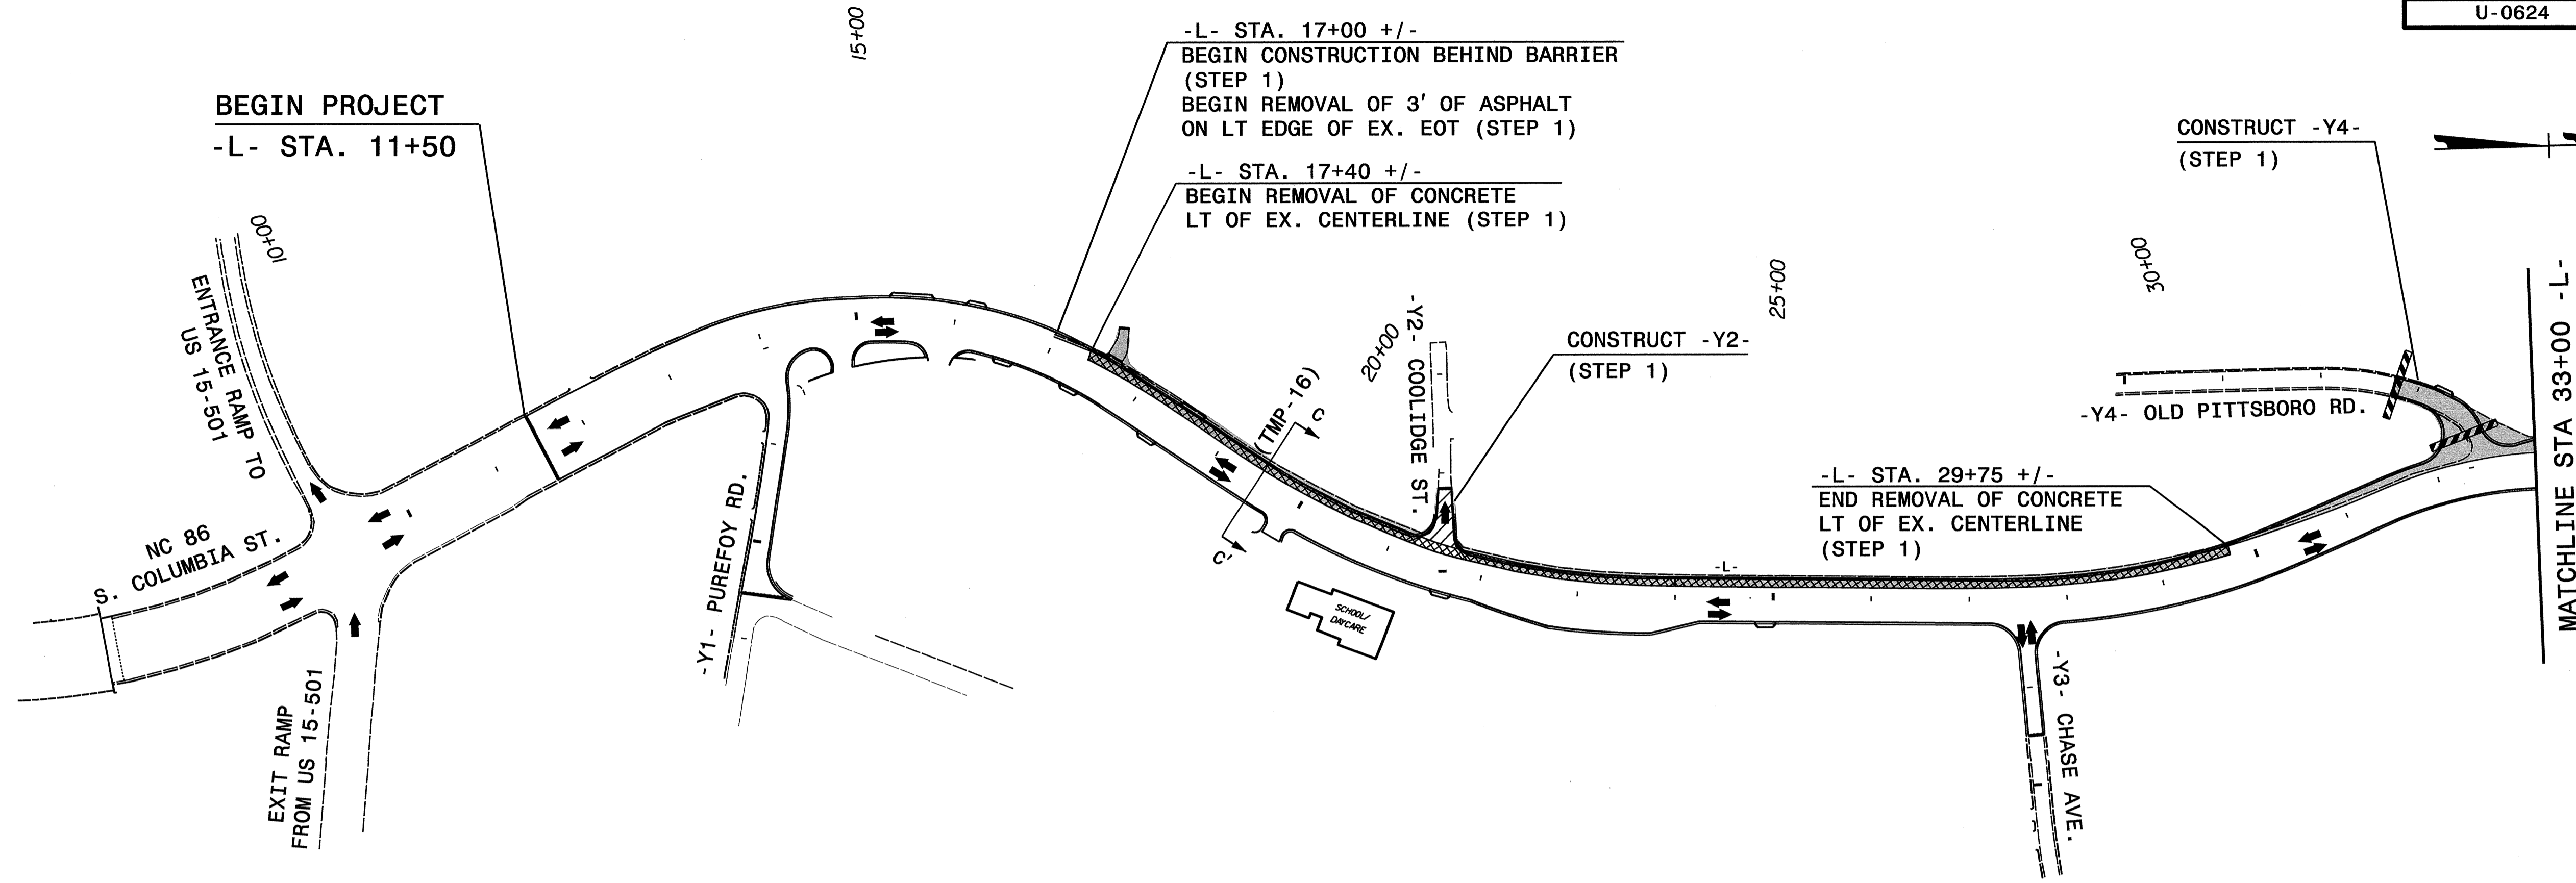 U-0624
15+00
-L- STA. 17+00 +/-
BEGIN CONSTRUCTION BEHIND BARRIER
(STEP 1)
BEGIN REMOVAL OF 3' OF ASPHALT
ON LT EDGE OF EX. EOT (STEP 1)
BEGIN PROJECT
-L- STA. 11+50
-L- STA. 17+40 +/-
BEGIN REMOVAL OF CONCRETE
LT OF EX. CENTERLINE (STEP 1)
CONSTRUCT -Y4-
(STEP 1)
10+00
ENTRANCE RAMP TO
US 15-501
NC 86
S. COLUMBIA ST.
EXIT RAMP
FROM US 15-501
-Y1- PUREFOY RD.
(TMP-16)
C
C'
20+00
-Y2- COOLIDGE ST.
CONSTRUCT -Y2-
(STEP 1)
SCHOOL/
DAYCARE
-L-
25+00
-L- STA. 29+75 +/-
END REMOVAL OF CONCRETE
LT OF EX. CENTERLINE
(STEP 1)
30+00
-Y4- OLD PITTSBORO RD.
-Y3- CHASE AVE.
MATCHLINE STA 33+00 -L-